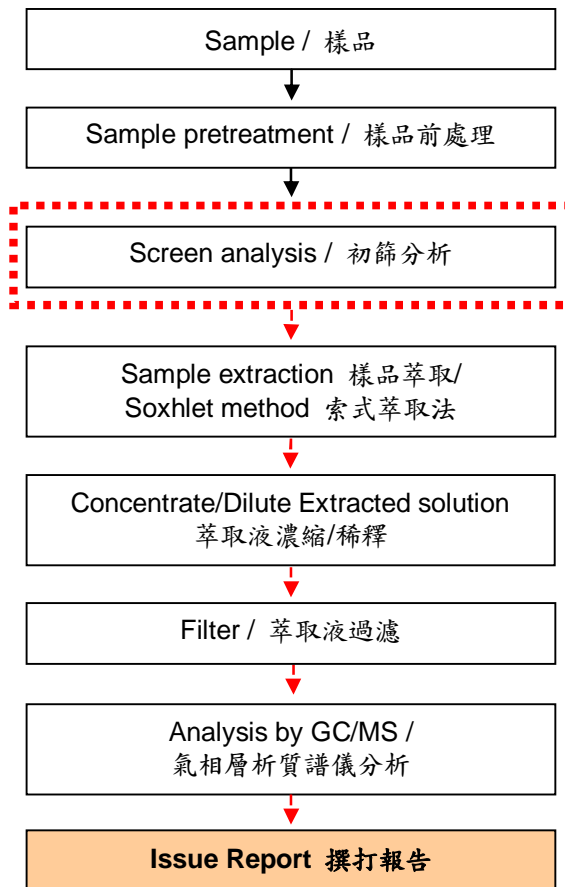 Sample / 樣品
Sample pretreatment / 樣品前處理
Screen analysis / 初篩分析
Sample extraction 樣品萃取/
Soxhlet method 索式萃取法
Concentrate/Dilute Extracted solution
萃取液濃縮/稀釋
Filter / 萃取液過濾
Analysis by GC/MS /
氣相層析質譜儀分析
Issue Report 撰打報告